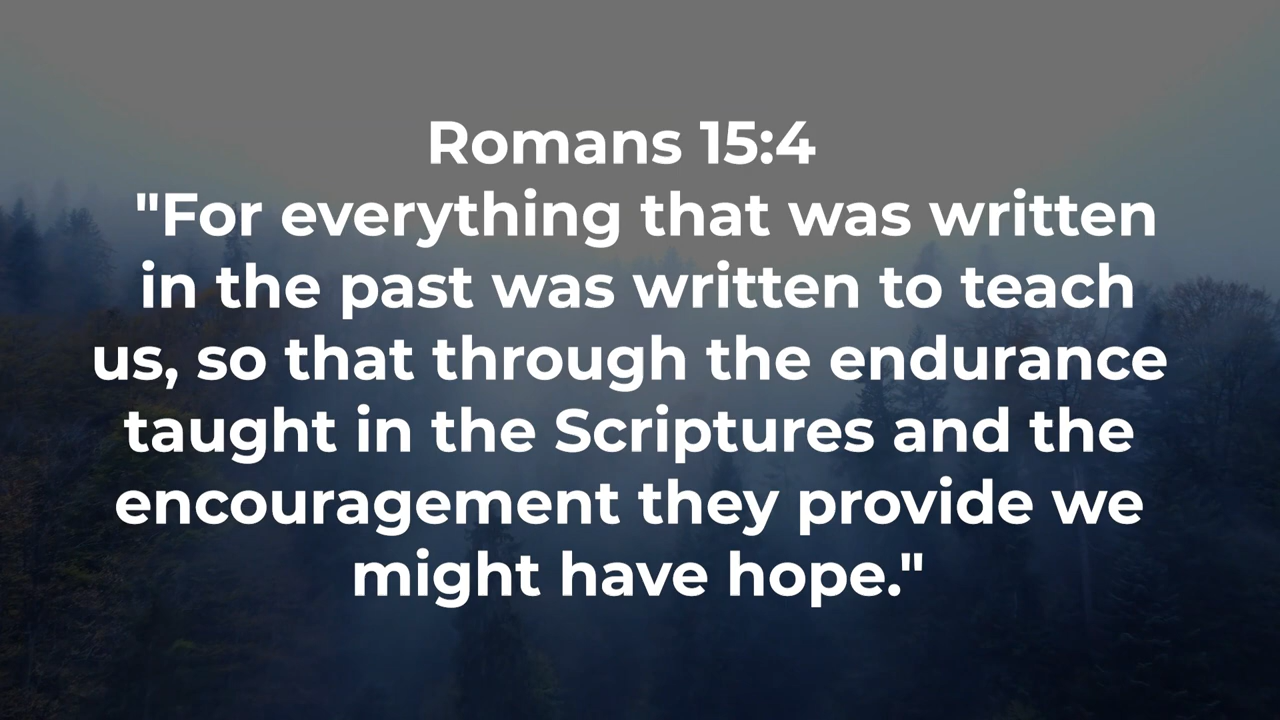 Romans 15:4
"For everything that was written
in the past was written to teach
us, so that through the endurance
taught in the Scriptures and the
encouragement they provide we
might have hope."